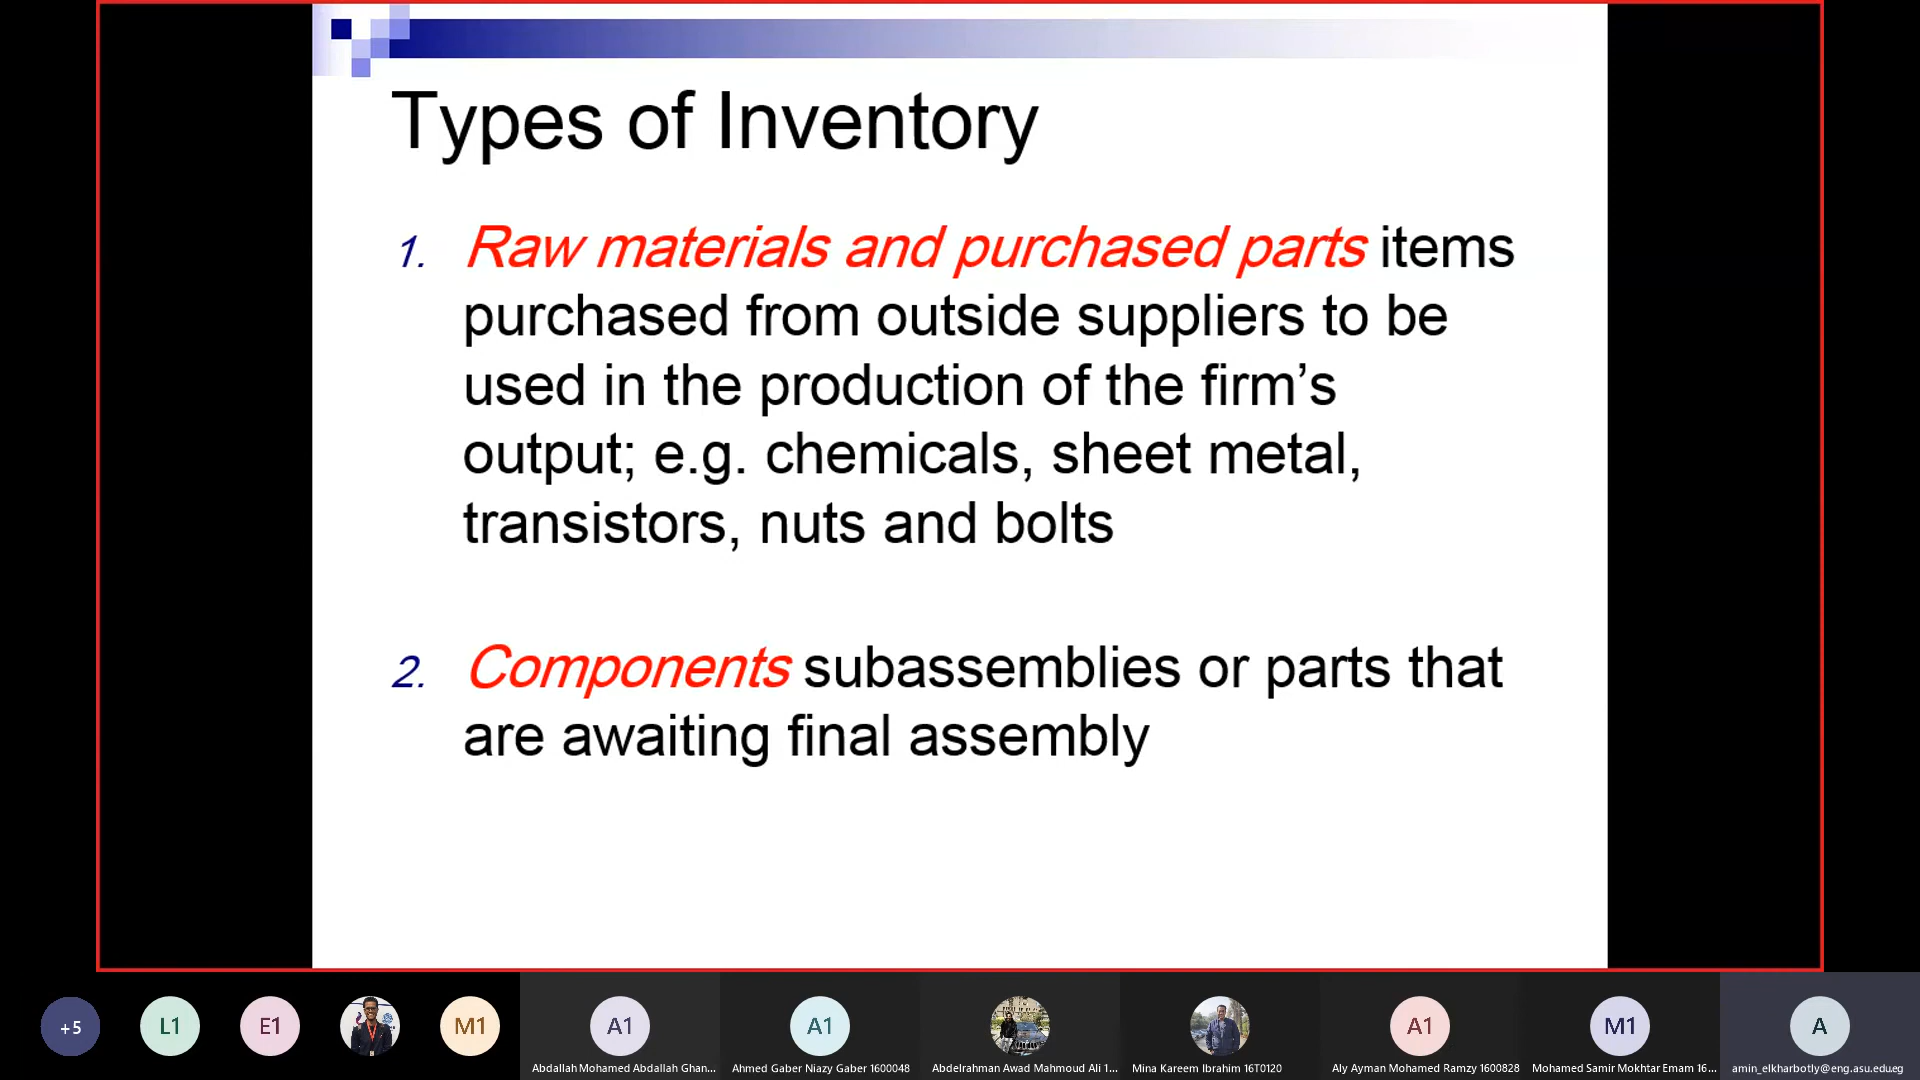 Types of Inventory
1. Raw materials and purchased parts items
purchased from outside suppliers to be
used in the production of the firm’s
output; e.g. chemicals, sheet metal,
transistors, nuts and bolts
2. Components subassemblies or parts that
are awaiting final assembly
+5
L1
E1
M1
A1
A1
A1
M1
A
Abdallah Mohamed Abdallah Ghan...
Ahmed Gaber Niazy Gaber 1600048
Abdelrahman Awad Mahmoud Ali 1...
Mina Kareem Ibrahim 16T0120
Aly Ayman Mohamed Ramzy 1600828
Mohamed Samir Mokhtar Emam 16...
amin_elkharbotly@eng.asu.edu.eg